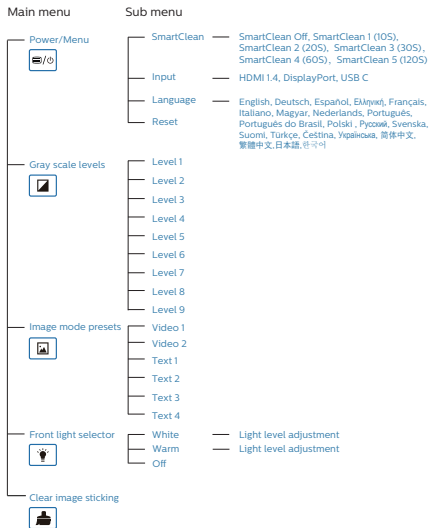 Main menu Sub menu
Power/Menu
SmartClean
SmartClean Off, SmartClean 1 (10S),
SmartClean 2 (20S), SmartClean 3 (30S),
SmartClean 4 (60S), SmartClean 5 (120S)
Input
HDMI 1.4, DisplayPort, USB C
Language
English, Deutsch, Español, Ελληνική, Français,
Italiano, Magyar, Nederlands, Português,
Português do Brasil, Polski , Русский, Svenska,
Suomi, Türkçe, Čeština, Українська, 简体中文,
繁體中文,日本語,한국어
Reset
Gray scale levels
Level 1
Level 2
Level 3
Level 4
Level 5
Level 6
Level 7
Level 8
Level 9
Image mode presets
Video 1
Video 2
Text 1
Text 2
Text 3
Text 4
Front light selector
White
Light level adjustment
Warm
Light level adjustment
Off
Clear image sticking